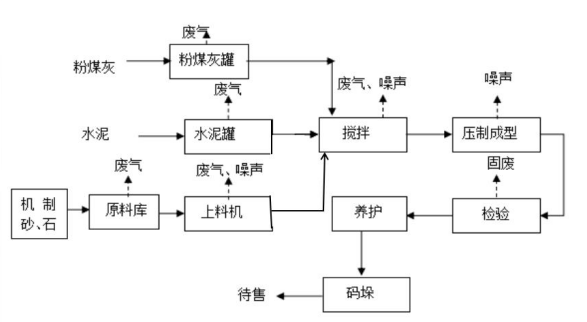 废气
粉煤灰
粉煤灰罐
废气
水泥
水泥罐
废气、噪声
搅拌
噪声
压制成型
废气
机 制
砂、石
原料库
废气、噪声
上料机
固废
检验
养护
码垛
待售